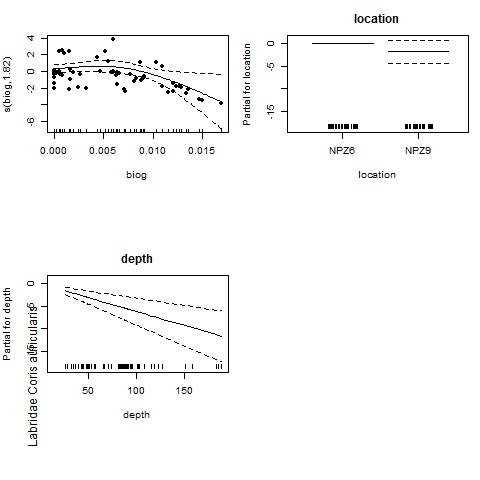 s(biog,1.82)
4
2
0
-2
-6
0.000 0.005 0.010 0.015
biog
location
Partial for location
0
-5
-15
NPZ6 NPZ9
location
depth
Partial for depth
Labridae Coris auricularis
0
50 100 150
depth